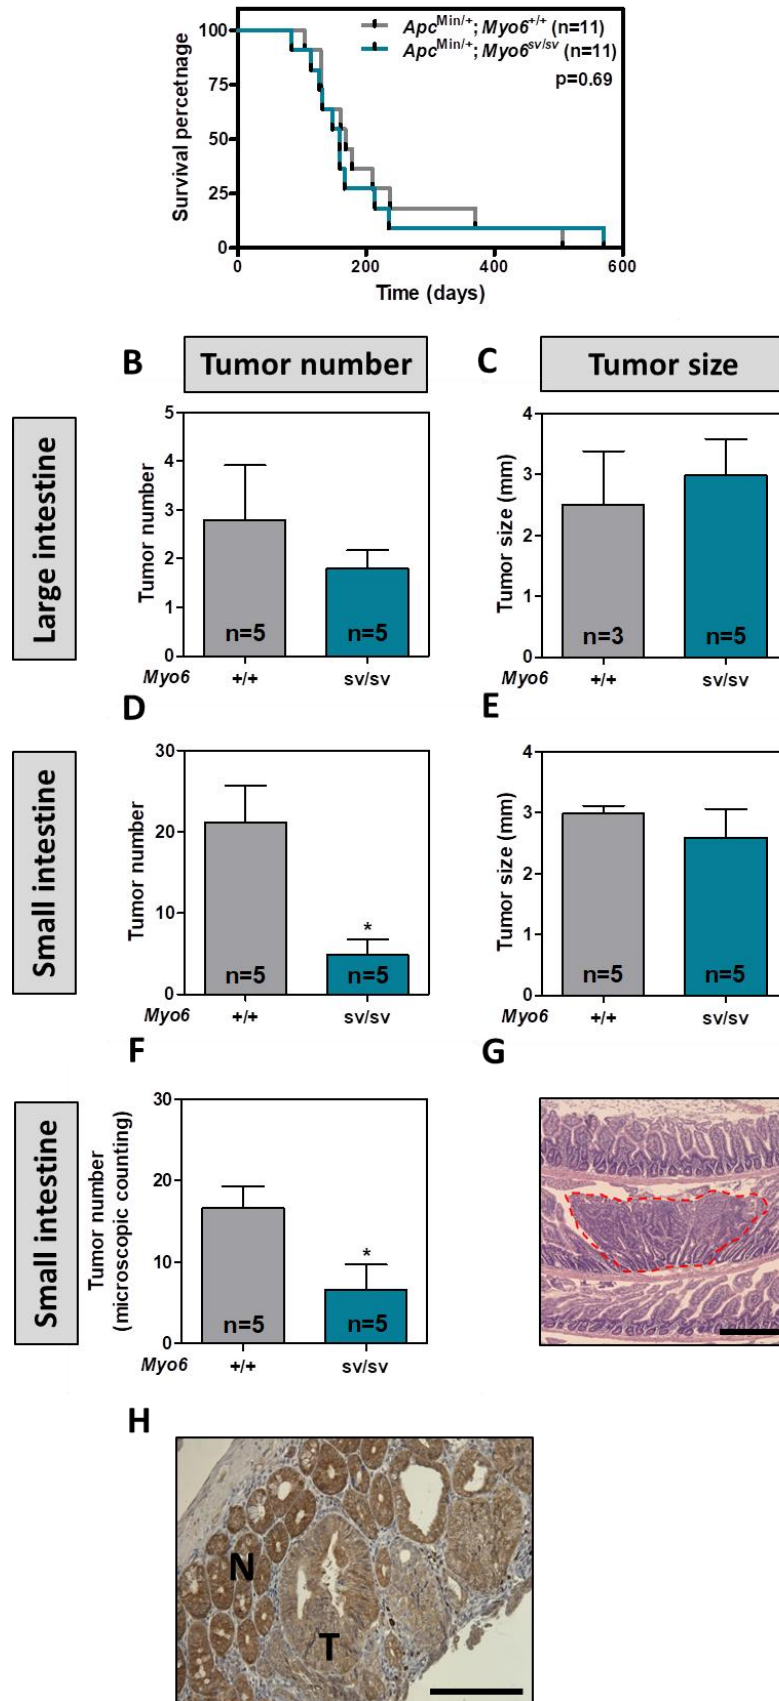 100
75
50
25
0
Survival percetnage
Apc^Min/+; Myo6^+/+ (n=11)
Apc^Min/+; Myo6^sv/sv (n=11)
p=0.69
0 200 400 600
Time (days)
B Tumor number
C Tumor size
Large intestine
Tumor number
5
4
3
2
1
0
n=5 n=5
Myo6 +/+ sv/sv
Tumor size (mm)
4
3
2
1
0
n=3 n=5
+/+ sv/sv
D
Small intestine
Tumor number
30
20
10
0
*
n=5 n=5
Myo6 +/+ sv/sv
E
Tumor size (mm)
4
3
2
1
0
n=5 n=5
+/+ sv/sv
F
Small intestine
Tumor number
(microscopic counting)
30
20
10
0
*
n=5 n=5
Myo6 +/+ sv/sv
G
H
N
T